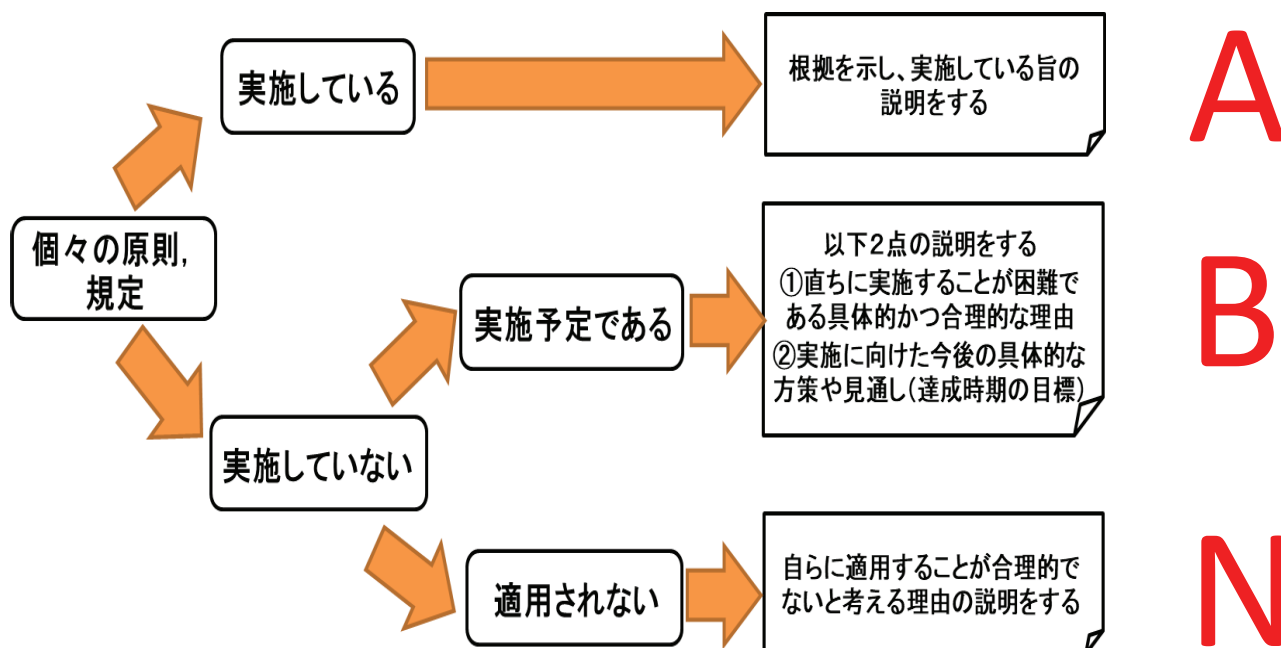 実施している
根拠を示し、実施している旨の
説明をする
A
個々の原則,
規定
実施予定である
以下2点の説明をする
①直ちに実施することが困難で
ある具体的かつ合理的な理由
②実施に向けた今後の具体的な
方策や見通し(達成時期の目標)
B
実施していない
適用されない
自らに適用することが合理的で
ないと考える理由の説明をする
N